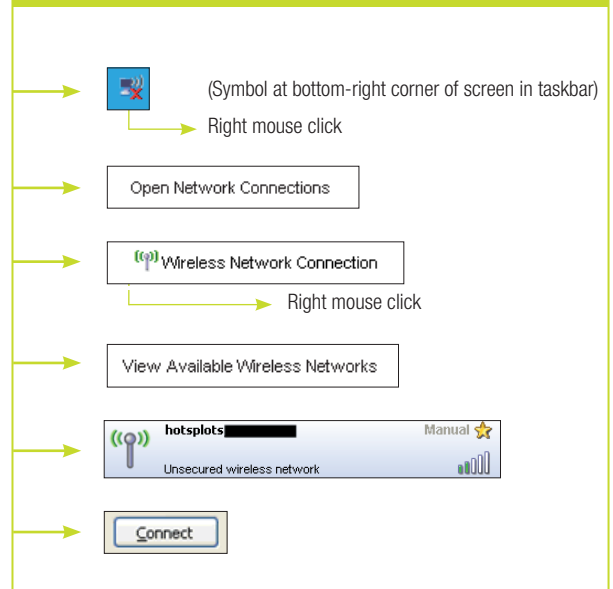 (Symbol at bottom-right corner of screen in taskbar)
Right mouse click
Open Network Connections
Wireless Network Connection
Right mouse click
View Available Wireless Networks
hotsplots Manual
Unsecured wireless network
Connect